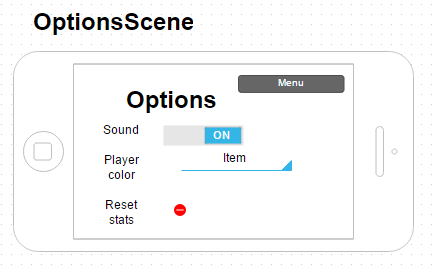 OptionsScene
Menu
Options
Sound
ON
Player
color
Item
Reset
stats